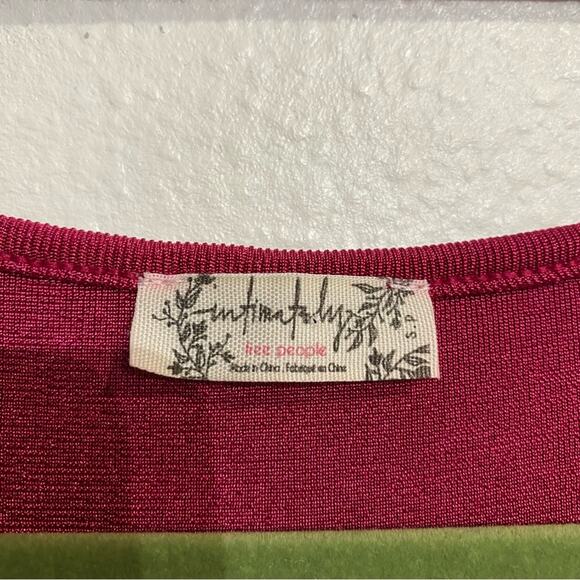 intimately
free people
Made in China . Fabriqué en Chine
S.P